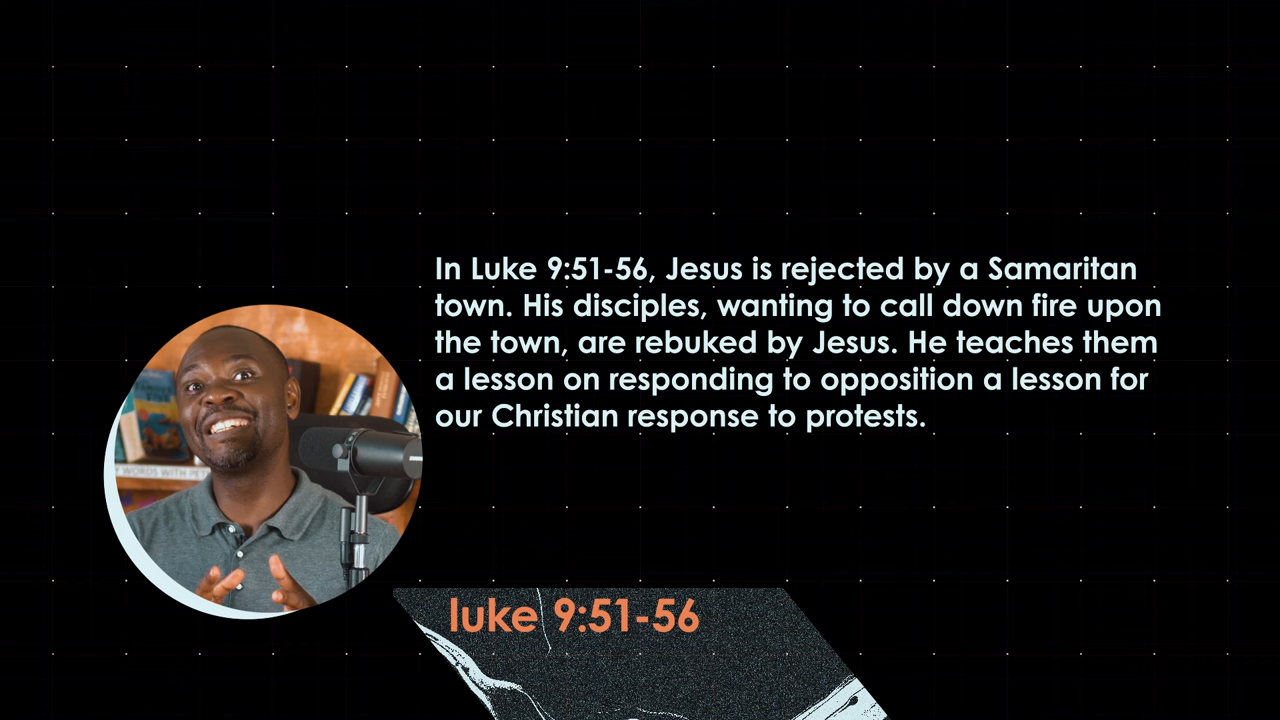 In Luke 9:51-56, Jesus is rejected by a Samaritan
town. His disciples, wanting to call down fire upon
the town, are rebuked by Jesus. He teaches them
a lesson on responding to opposition a lesson for
our Christian response to protests.
WORDS WITH
luke 9:51-56